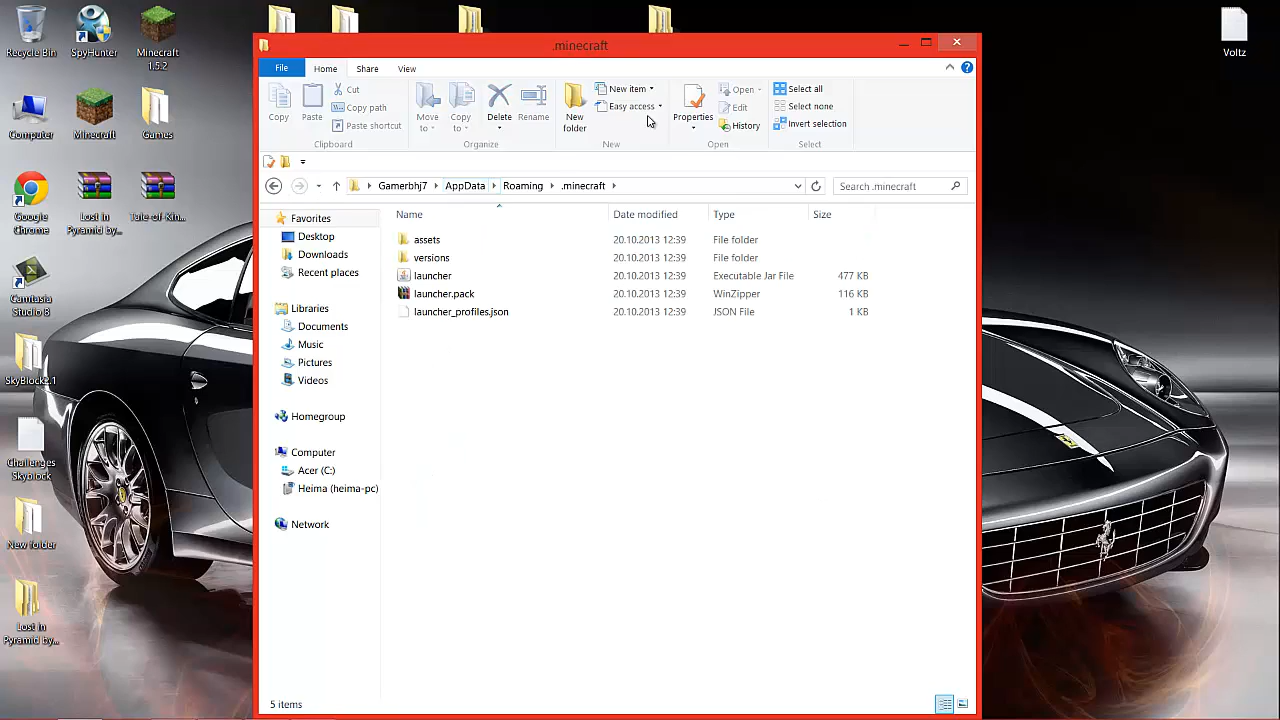 Recycle Bin
SpyHunter
Minecraft
1.5.2
Computer
Minecraft
Games
Google
Chrome
Lost in
Pyramid by...
Tale-of-Kin...
Camtasia
Studio 8
SkyBlock2.1
Challenges
Skyblock
New folder
Lost in
Pyramid by...
Voltz
.minecraft
File
Home
Share
View
Copy
Paste
Cut
Copy path
Paste shortcut
Clipboard
Move
to
Copy
to
Delete
Rename
Organize
New
folder
New item
Easy access
New
Properties
Open
Edit
History
Open
Select all
Select none
Invert selection
Select
Gamerbhj7
AppData
Roaming
.minecraft
Search .minecraft
Name
Date modified
Type
Size
assets 20.10.2013 12:39 File folder
versions 20.10.2013 12:39 File folder
launcher 20.10.2013 12:39 Executable Jar File 477 KB
launcher.pack 20.10.2013 12:39 WinZipper 116 KB
launcher_profiles.json 20.10.2013 12:39 JSON File 1 KB
Favorites
Desktop
Downloads
Recent places
Libraries
Documents
Music
Pictures
Videos
Homegroup
Computer
Acer (C:)
Heima (heima-pc)
Network
5 items